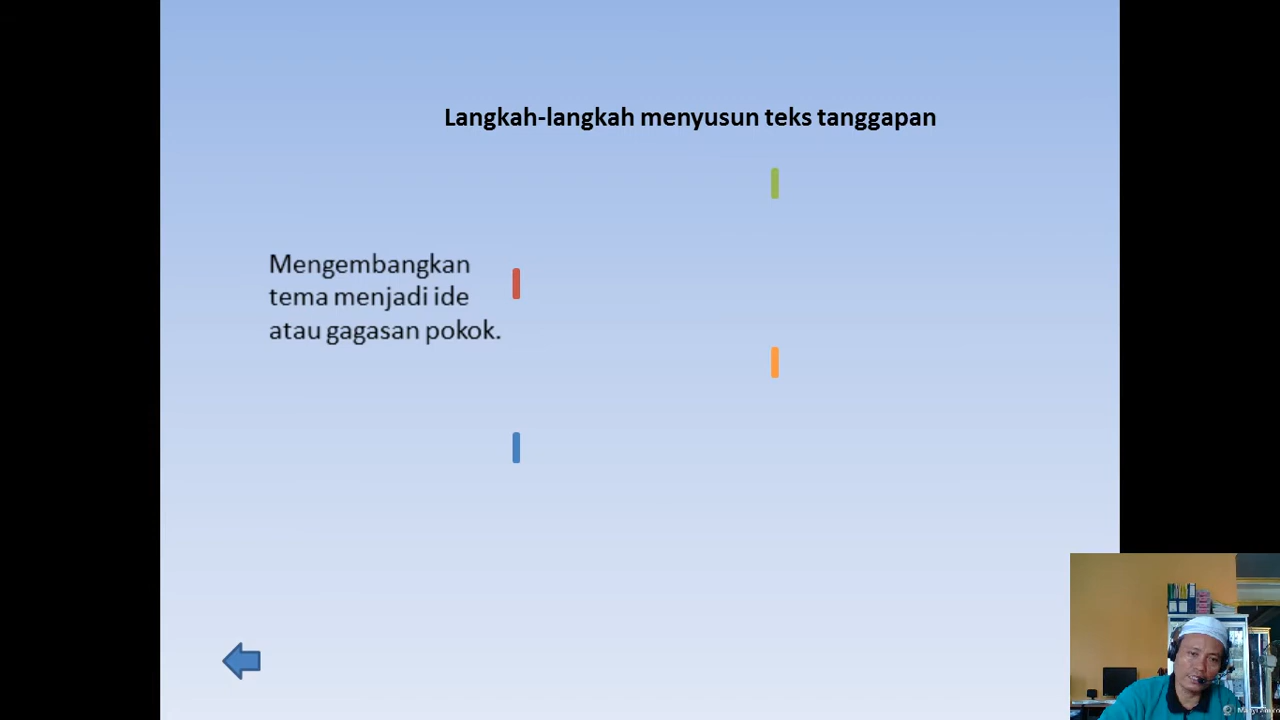 Langkah-langkah menyusun teks tanggapan
Mengembangkan
tema menjadi ide
atau gagasan pokok.